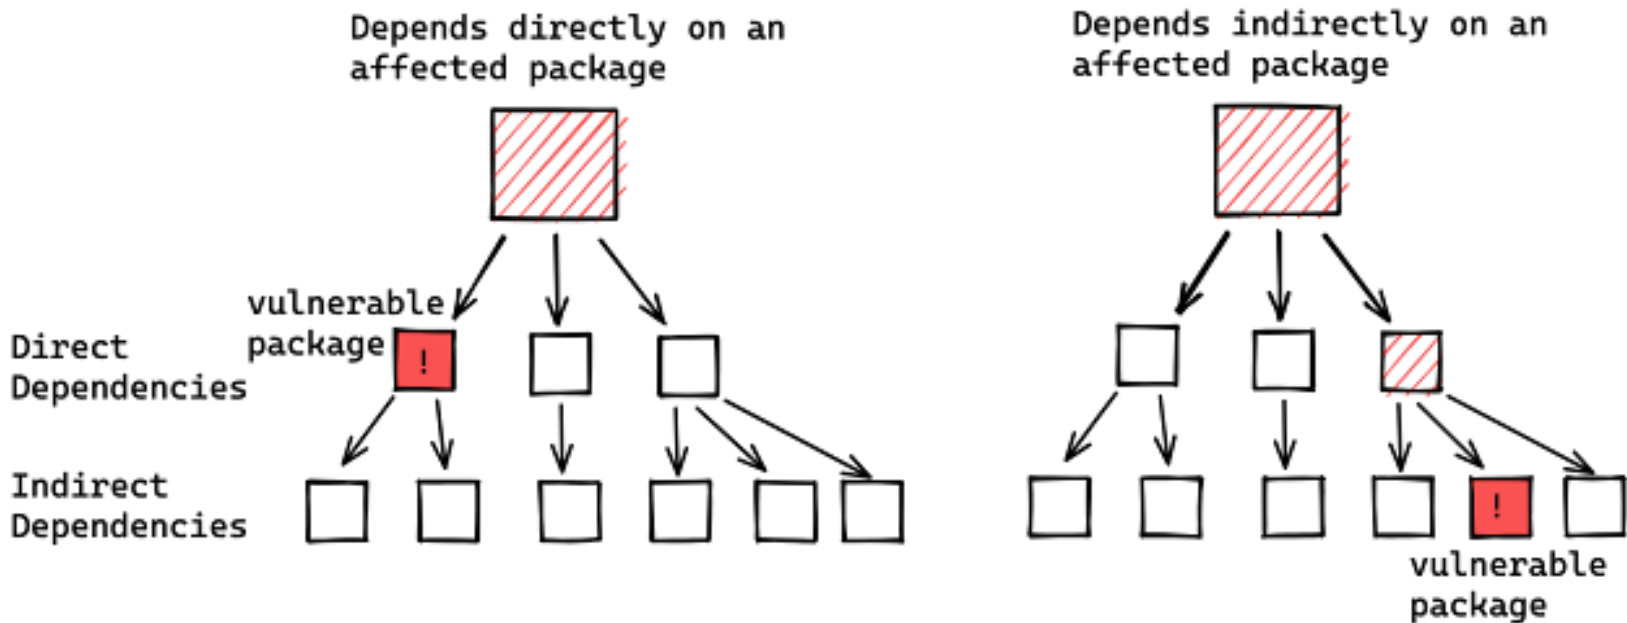 Depends directly on an
affected package
vulnerable
package
Direct
Dependencies
!
Indirect
Dependencies
Depends indirectly on an
affected package
!
vulnerable
package